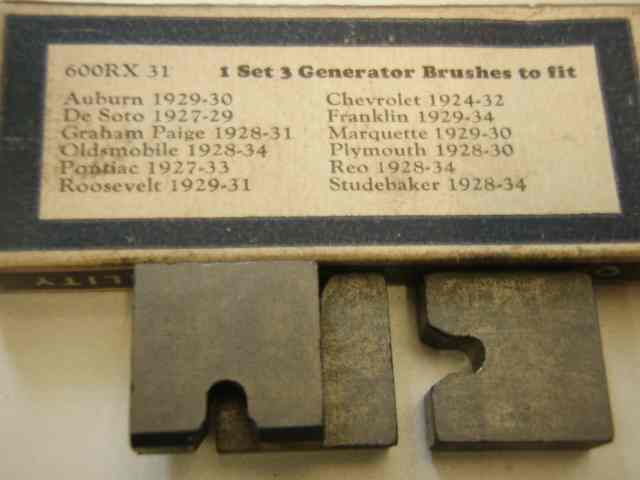 600RX 31 1 Set 3 Generator Brushes to fit
Auburn 1929-30
De Soto 1927-29
Graham Paige 1928-31
Oldsmobile 1928-34
Pontiac 1927-33
Roosevelt 1929-31
Chevrolet 1924-32
Franklin 1929-34
Marquette 1929-30
Plymouth 1928-30
Reo 1928-34
Studebaker 1928-34